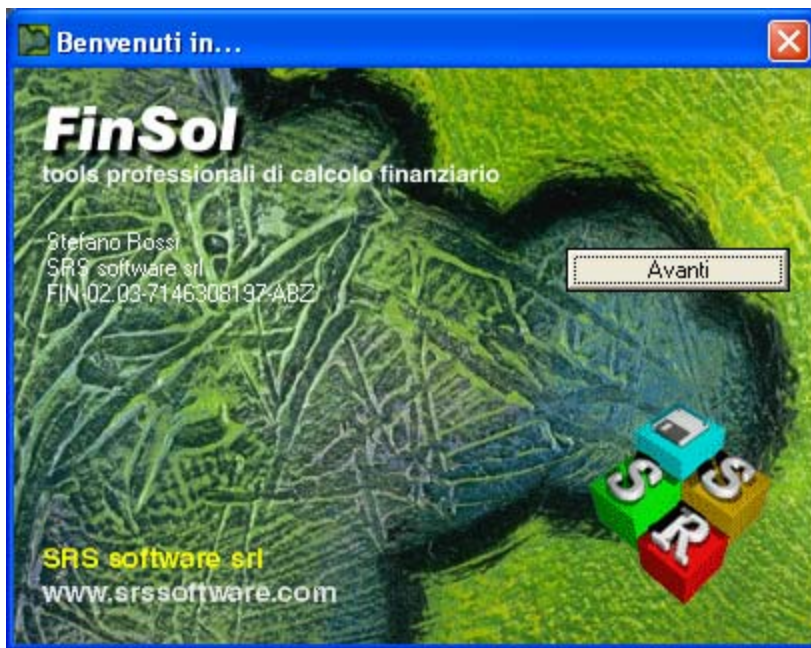 Benvenuti in...
FinSol
tools professionali di calcolo finanziario
Stefano Rossi
SRS software srl
FIN-02.03-7146308197-ABZ
Avanti
S S R
SRS software srl
www.srssoftware.com